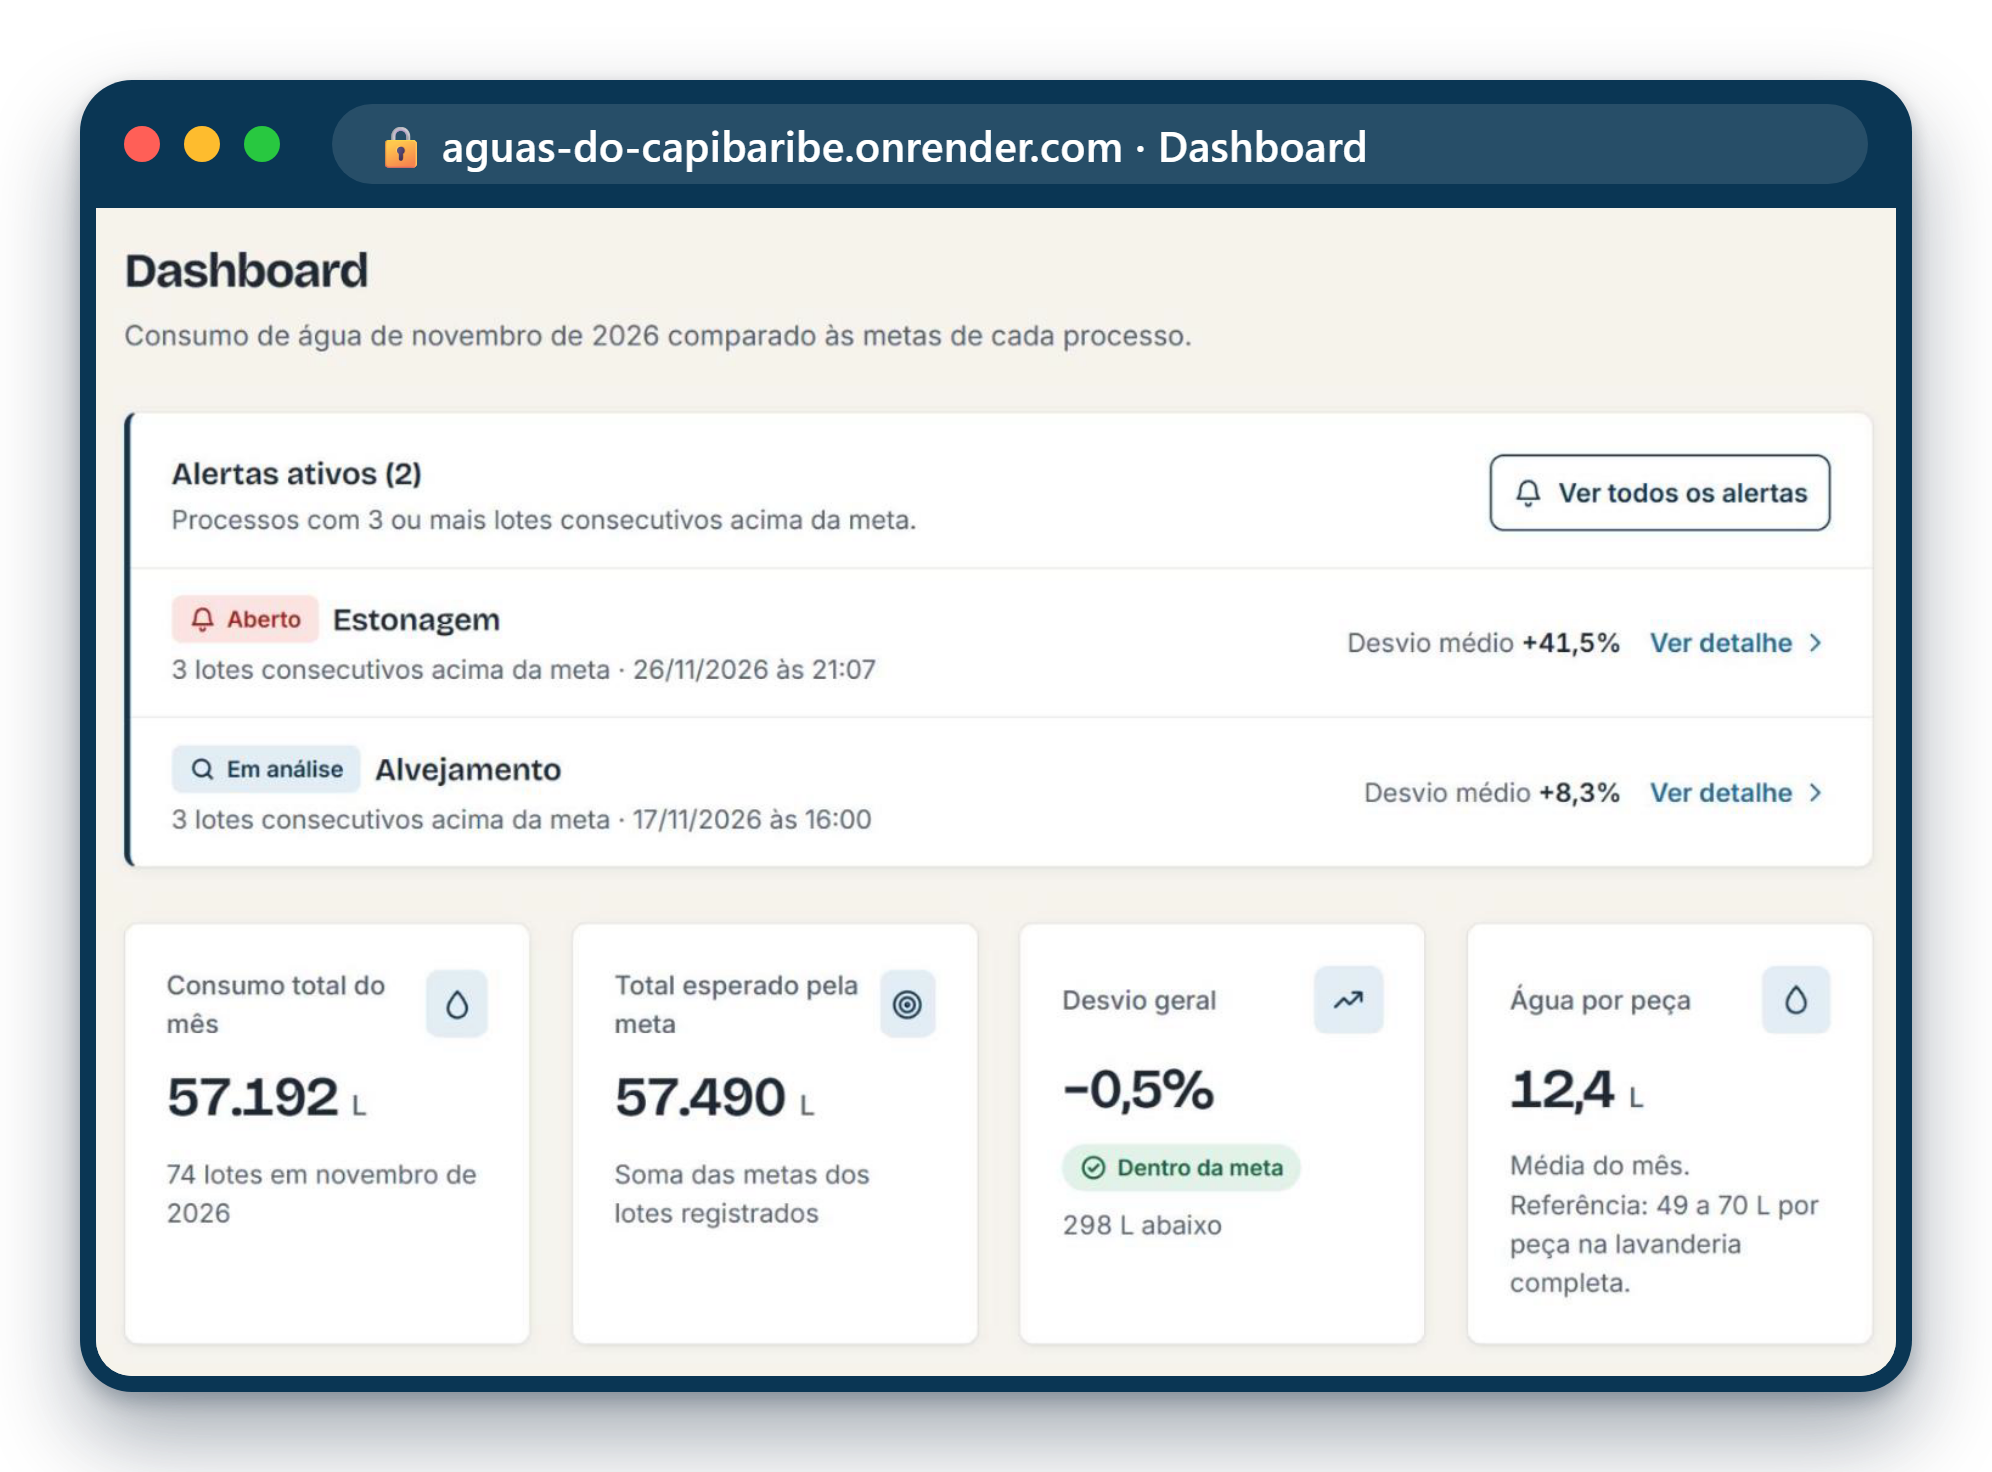 aguas-do-capibaribe.onrender.com · Dashboard
Dashboard
Consumo de água de novembro de 2026 comparado às metas de cada processo.
Alertas ativos (2)
Processos com 3 ou mais lotes consecutivos acima da meta.
Ver todos os alertas
Aberto Estonagem
3 lotes consecutivos acima da meta · 26/11/2026 às 21:07
Desvio médio +41,5% Ver detalhe
Em análise Alvejamento
3 lotes consecutivos acima da meta · 17/11/2026 às 16:00
Desvio médio +8,3% Ver detalhe
Consumo total do
mês
57.192 L
74 lotes em novembro de
2026
Total esperado pela
meta
57.490 L
Soma das metas dos
lotes registrados
Desvio geral
−0,5%
Dentro da meta
298 L abaixo
Água por peça
12,4 L
Média do mês.
Referência: 49 a 70 L por
peça na lavanderia
completa.